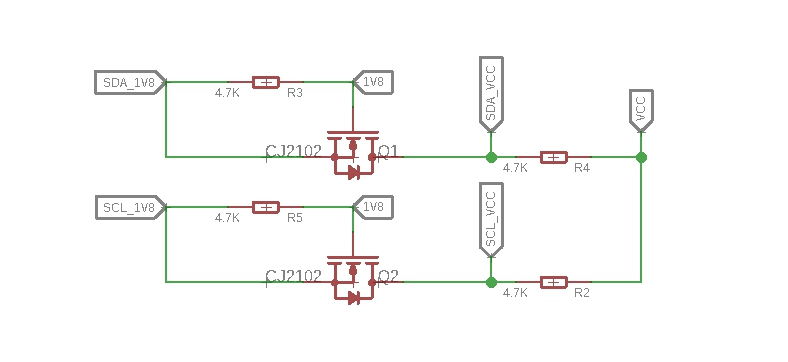 SDA_1V8
4.7K
R3
1V8
SDA_VCC
VCC
CJ2102
Q1
4.7K
R4
SCL_1V8
4.7K
R5
1V8
SCL_VCC
CJ2102
Q2
4.7K
R2